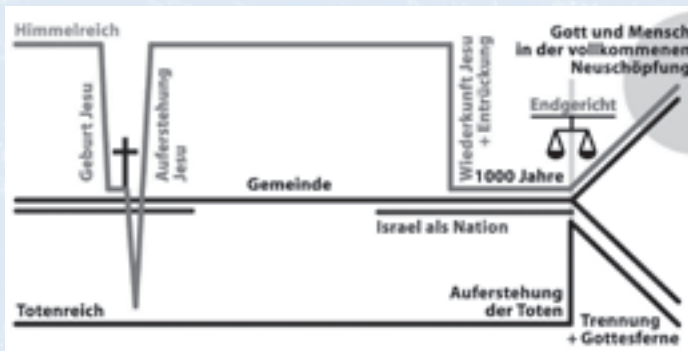 Himmelreich
Geburt Jesu
Auferstehung
Jesu
Wiederkunft Jesu
+ Entrückung
Gott und Mensch
in der vollkommenen
Neuschöpfung
Endgericht
1000 Jahre
Gemeinde
Israel als Nation
Totenreich
Auferstehung
der Toten
Trennung
+ Gottesferne